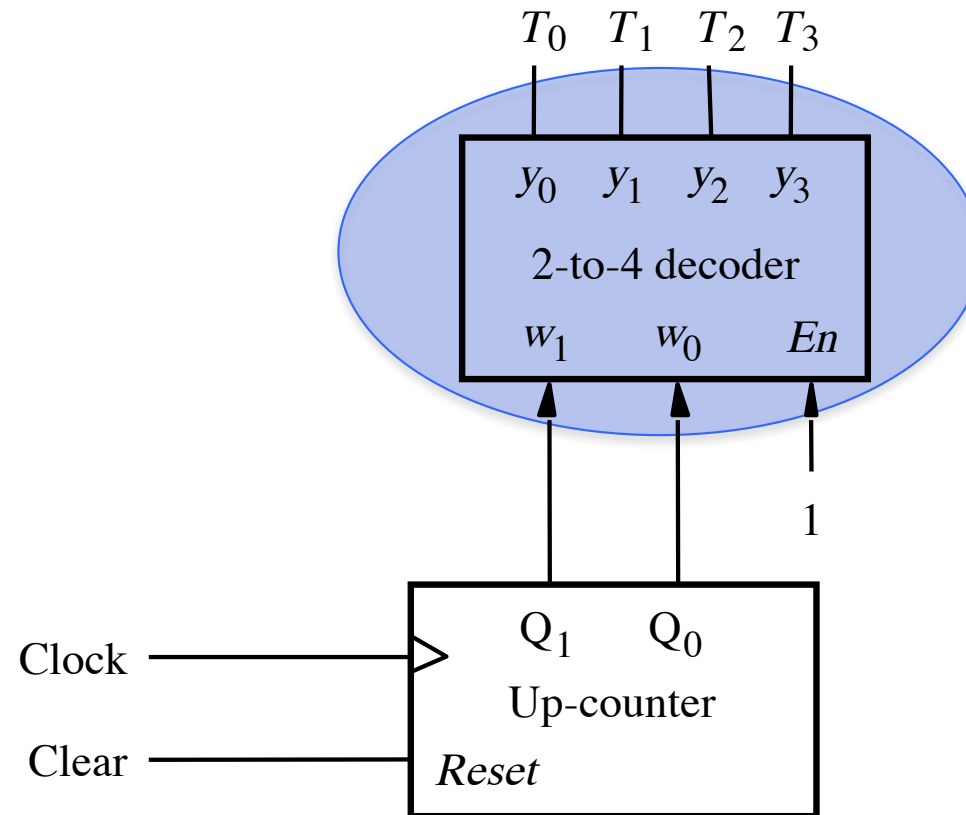 T0 T1 T2 T3
y0 y1 y2 y3
2-to-4 decoder
w1 w0 En
1
Q1 Q0
Clock
Up-counter
Clear
Reset